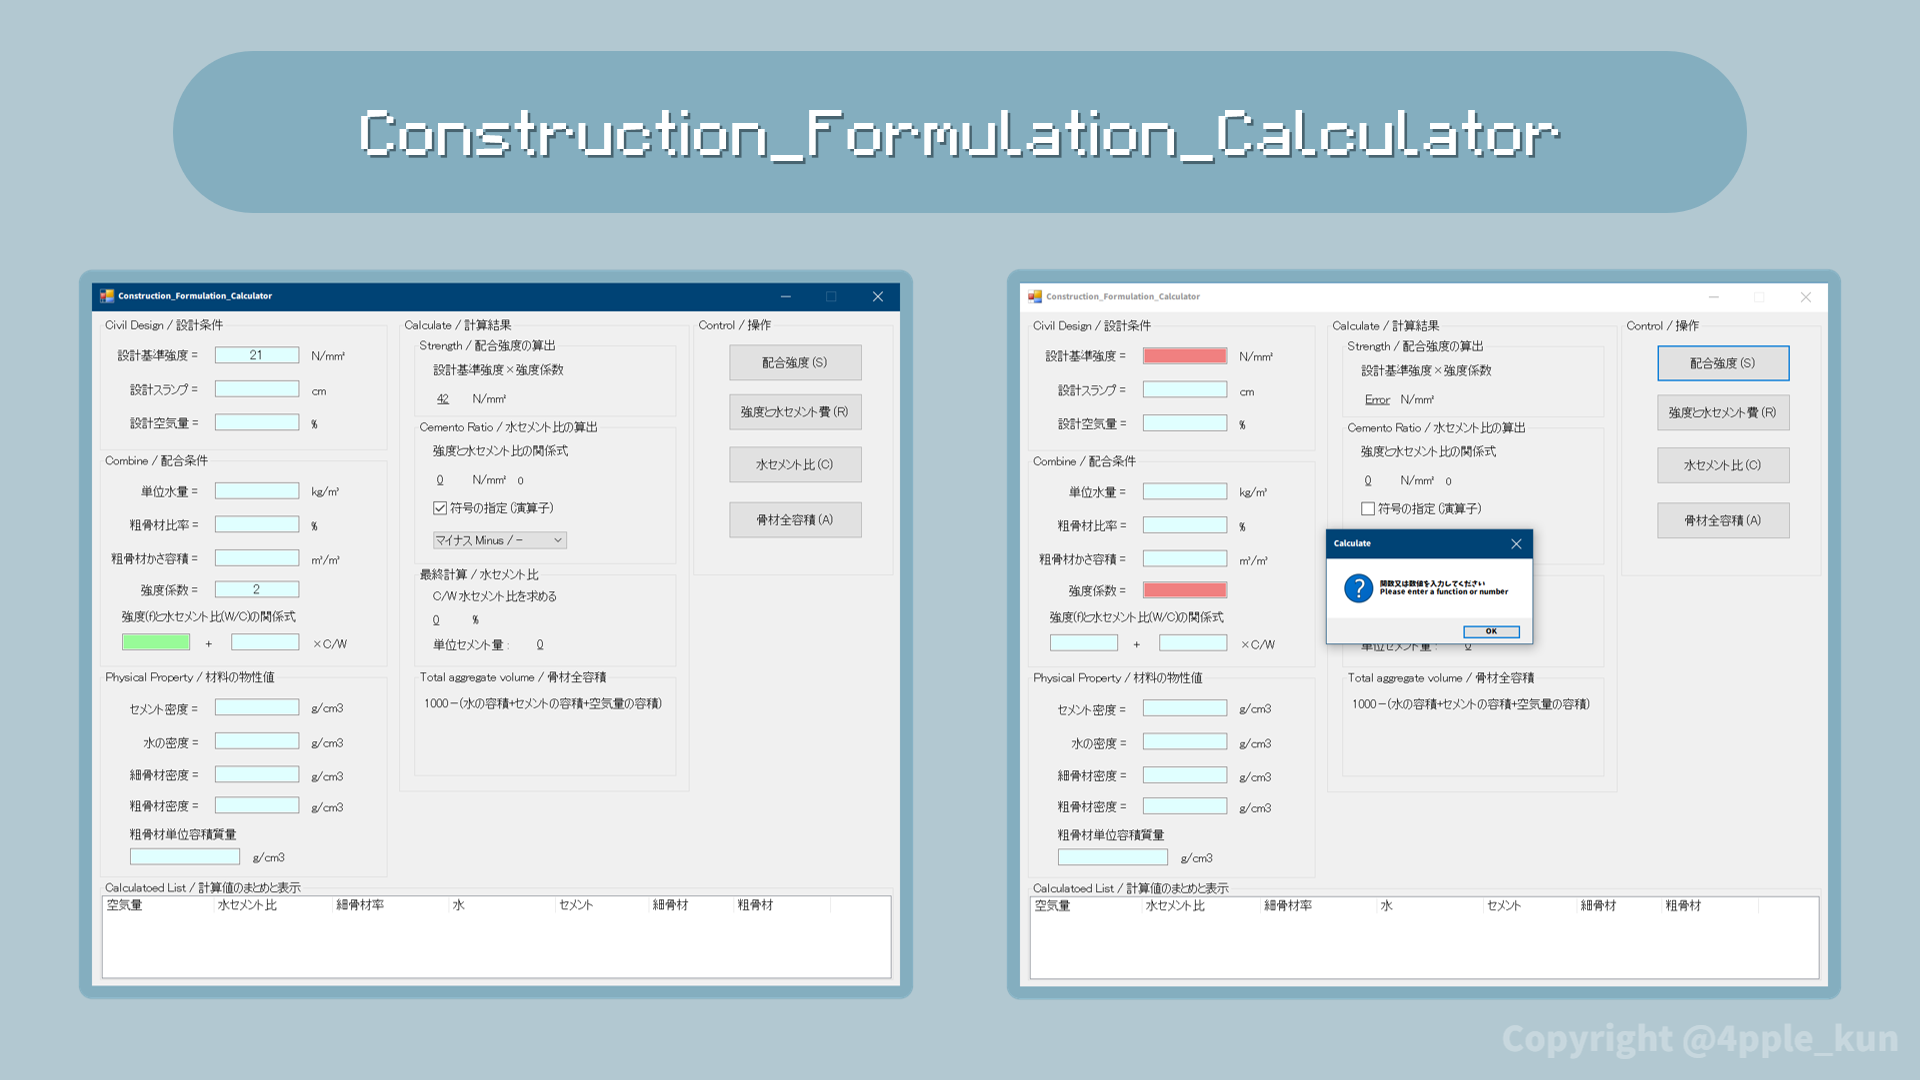 Construction_Formulation_Calculator
Construction_Formulation_Calculator
Civil Design / 設計条件
設計基準強度 = 21 N/mm²
設計スランプ = cm
設計空気量 = %
Combine / 配合条件
単位水量 = kg/m³
粗骨材比率 = %
粗骨材かさ容積 = m³/m³
強度係数 = 2
強度(f)と水セメント比(W/C)の関係式
+ ×C/W
Physical Property / 材料の物性値
セメント密度 = g/cm3
水の密度 = g/cm3
細骨材密度 = g/cm3
粗骨材密度 = g/cm3
粗骨材単位容積質量
g/cm3
Calculate / 計算結果
Strength / 配合強度の算出
設計基準強度×強度係数
42 N/mm²
Cemento Ratio / 水セメント比の算出
強度と水セメント比の関係式
0 N/mm² 0
符号の指定 (演算子)
マイナス Minus / −
最終計算 / 水セメント比
C/W 水セメント比を求める
0 %
単位セメント量 : 0
Total aggregate volume / 骨材全容積
1000−(水の容積+セメントの容積+空気量の容積)
Control / 操作
配合強度 (S)
強度と水セメント費 (R)
水セメント比 (C)
骨材全容積 (A)
Calculatoed List / 計算値のまとめと表示
空気量 水セメント比 細骨材率 水 セメント 細骨材 粗骨材
Construction_Formulation_Calculator
Civil Design / 設計条件
設計基準強度 = N/mm²
設計スランプ = cm
設計空気量 = %
Combine / 配合条件
単位水量 = kg/m³
粗骨材比率 = %
粗骨材かさ容積 = m³/m³
強度係数 =
強度(f)と水セメント比(W/C)の関係式
+ ×C/W
Physical Property / 材料の物性値
セメント密度 = g/cm3
水の密度 = g/cm3
細骨材密度 = g/cm3
粗骨材密度 = g/cm3
粗骨材単位容積質量
g/cm3
Calculate / 計算結果
Strength / 配合強度の算出
設計基準強度×強度係数
Error N/mm²
Cemento Ratio / 水セメント比の算出
強度と水セメント比の関係式
0 N/mm² 0
符号の指定 (演算子)
Calculate
関数又は数値を入力してください
Please enter a function or number
OK
単位セメント量 : 0
Total aggregate volume / 骨材全容積
1000−(水の容積+セメントの容積+空気量の容積)
Control / 操作
配合強度 (S)
強度と水セメント費 (R)
水セメント比 (C)
骨材全容積 (A)
Calculatoed List / 計算値のまとめと表示
空気量 水セメント比 細骨材率 水 セメント 細骨材 粗骨材
Copyright @4pple_kun